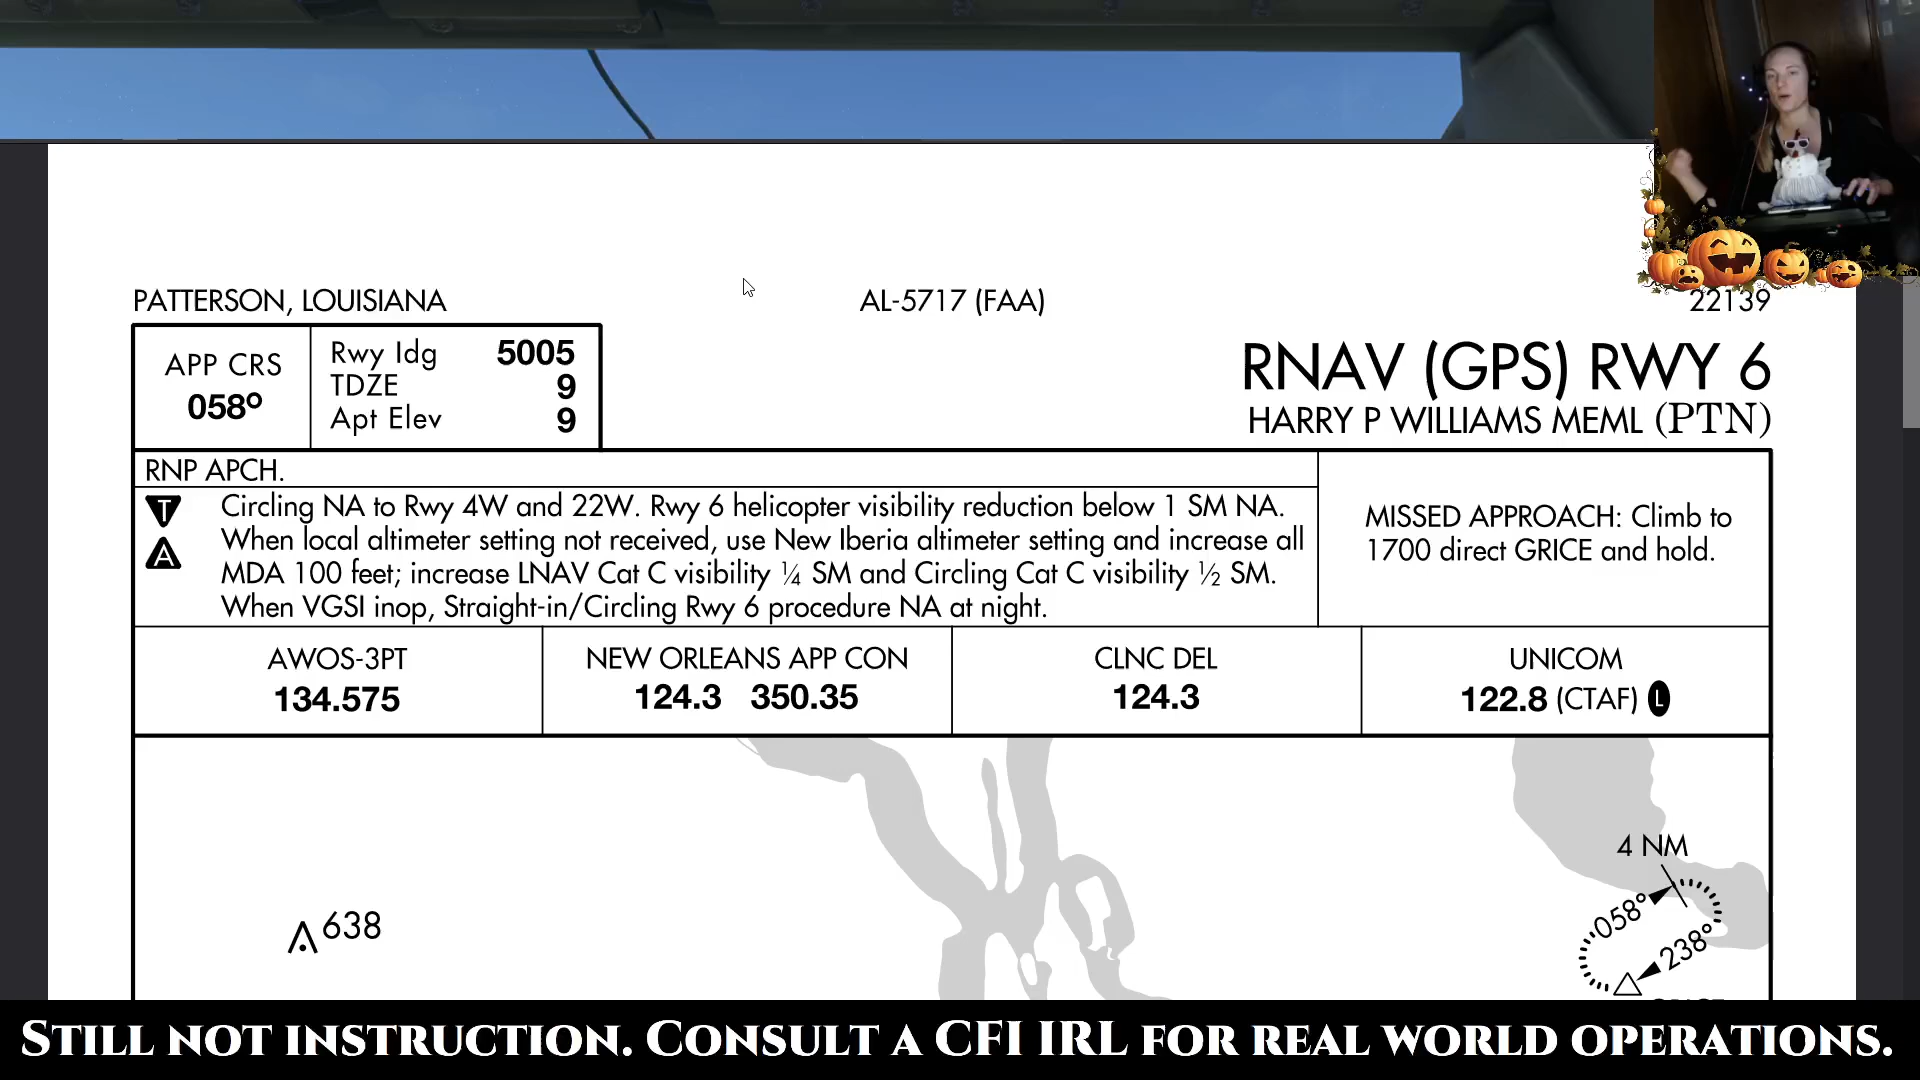 PATTERSON, LOUISIANA
AL-5717 (FAA)
22139
APP CRS
058°
Rwy Idg 5005
TDZE 9
Apt Elev 9
RNAV (GPS) RWY 6
HARRY P WILLIAMS MEML (PTN)
RNP APCH.
T
A
Circling NA to Rwy 4W and 22W. Rwy 6 helicopter visibility reduction below 1 SM NA.
When local altimeter setting not received, use New Iberia altimeter setting and increase all
MDA 100 feet; increase LNAV Cat C visibility ¼ SM and Circling Cat C visibility ½ SM.
When VGSI inop, Straight-in/Circling Rwy 6 procedure NA at night.
MISSED APPROACH: Climb to
1700 direct GRICE and hold.
AWOS-3PT
134.575
NEW ORLEANS APP CON
124.3 350.35
CLNC DEL
124.3
UNICOM
122.8 (CTAF) L
4 NM
058°
238°
638
STILL NOT INSTRUCTION. CONSULT A CFI IRL FOR REAL WORLD OPERATIONS.